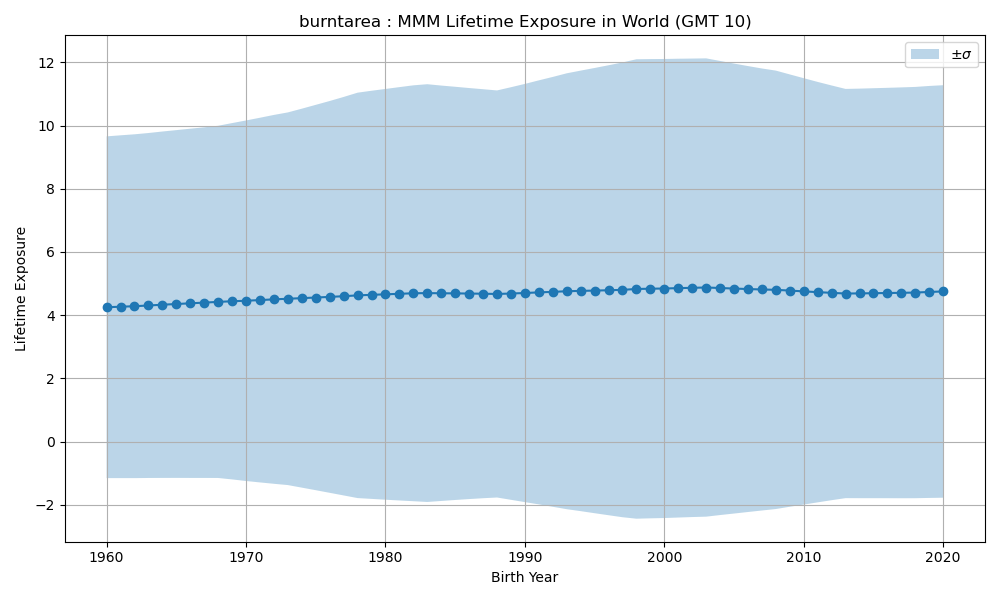 burntarea : MMM Lifetime Exposure in World (GMT 10)
±σ
12
10
8
6
4
2
0
−2
Lifetime Exposure
1960 1970 1980 1990 2000 2010 2020
Birth Year